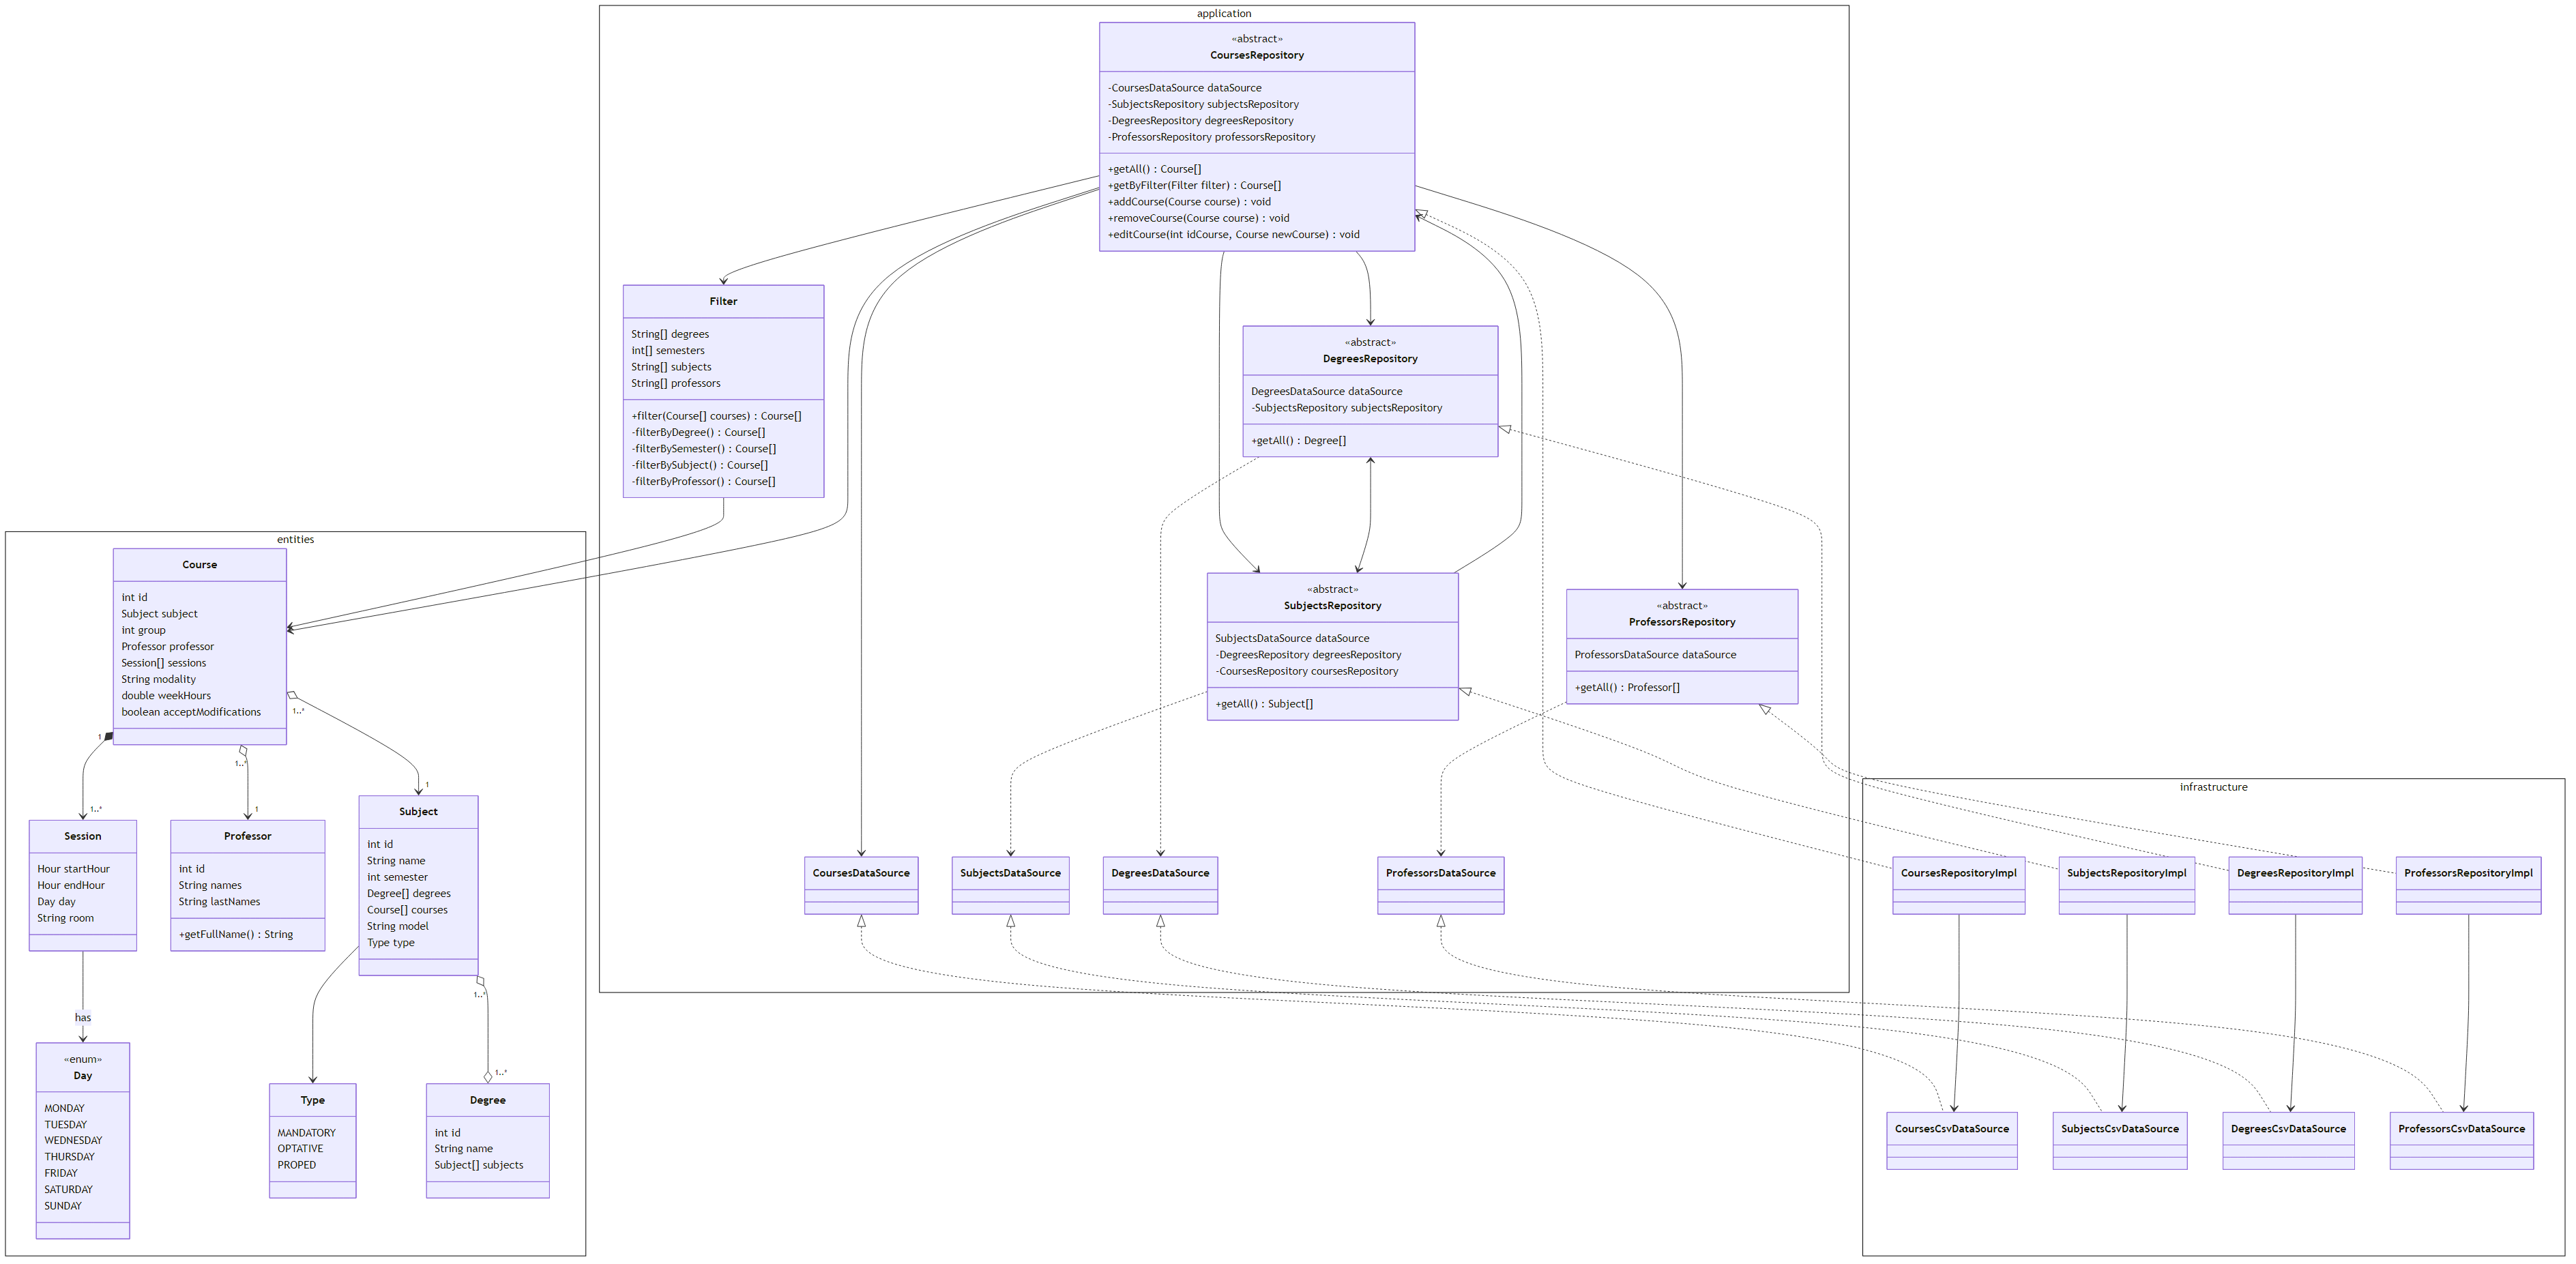 application
«abstract»
CoursesRepository
-CoursesDataSource dataSource
-SubjectsRepository subjectsRepository
-DegreesRepository degreesRepository
-ProfessorsRepository professorsRepository
+getAll() : Course[]
+getByFilter(Filter filter) : Course[]
+addCourse(Course course) : void
+removeCourse(Course course) : void
+editCourse(int idCourse, Course newCourse) : void
Filter
String[] degrees
int[] semesters
String[] subjects
String[] professors
+filter(Course[] courses) : Course[]
-filterByDegree() : Course[]
-filterBySemester() : Course[]
-filterBySubject() : Course[]
-filterByProfessor() : Course[]
«abstract»
DegreesRepository
DegreesDataSource dataSource
-SubjectsRepository subjectsRepository
+getAll() : Degree[]
«abstract»
SubjectsRepository
SubjectsDataSource dataSource
-DegreesRepository degreesRepository
-CoursesRepository coursesRepository
+getAll() : Subject[]
«abstract»
ProfessorsRepository
ProfessorsDataSource dataSource
+getAll() : Professor[]
CoursesDataSource
SubjectsDataSource
DegreesDataSource
ProfessorsDataSource
entities
Course
int id
Subject subject
int group
Professor professor
Session[] sessions
String modality
double weekHours
boolean acceptModifications
1
1..*
1..*
1
1..*
1
Session
Hour startHour
Hour endHour
Day day
String room
Professor
int id
String names
String lastNames
+getFullName() : String
Subject
int id
String name
int semester
Degree[] degrees
Course[] courses
String model
Type type
1..*
1..*
has
«enum»
Day
MONDAY
TUESDAY
WEDNESDAY
THURSDAY
FRIDAY
SATURDAY
SUNDAY
Type
MANDATORY
OPTATIVE
PROPED
Degree
int id
String name
Subject[] subjects
infrastructure
CoursesRepositoryImpl
SubjectsRepositoryImpl
DegreesRepositoryImpl
ProfessorsRepositoryImpl
CoursesCsvDataSource
SubjectsCsvDataSource
DegreesCsvDataSource
ProfessorsCsvDataSource